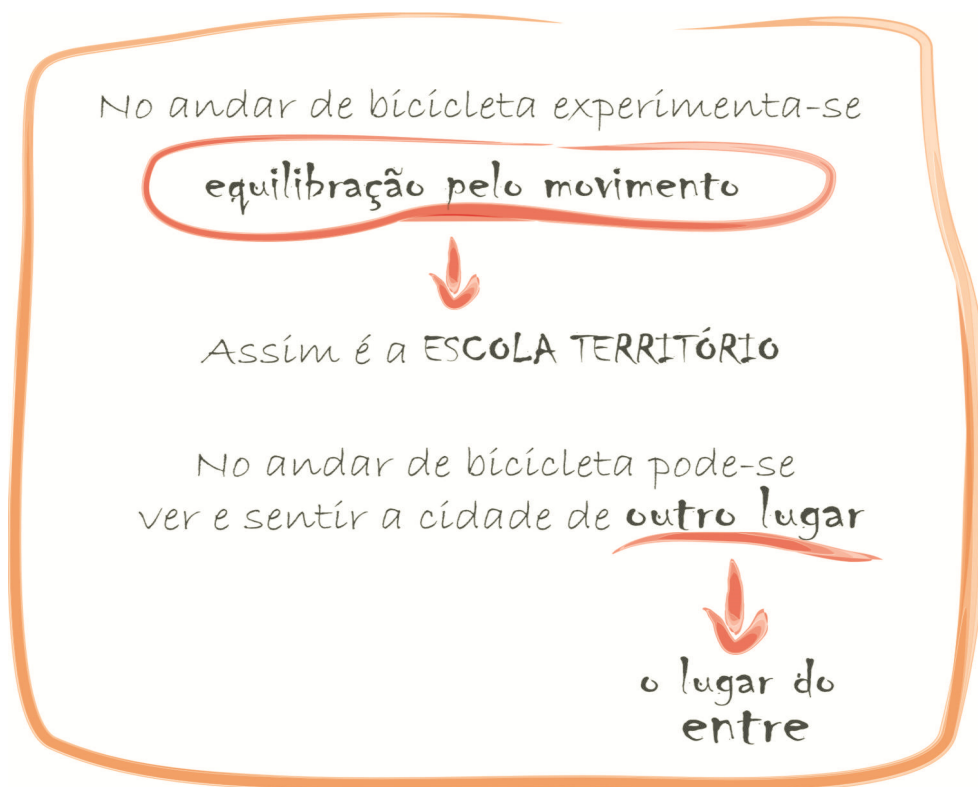 No andar de bicicleta experimenta-se
equilibração pelo movimento
Assim é a ESCOLA TERRITÓRIO
No andar de bicicleta pode-se
ver e sentir a cidade de outro lugar
o lugar do
entre